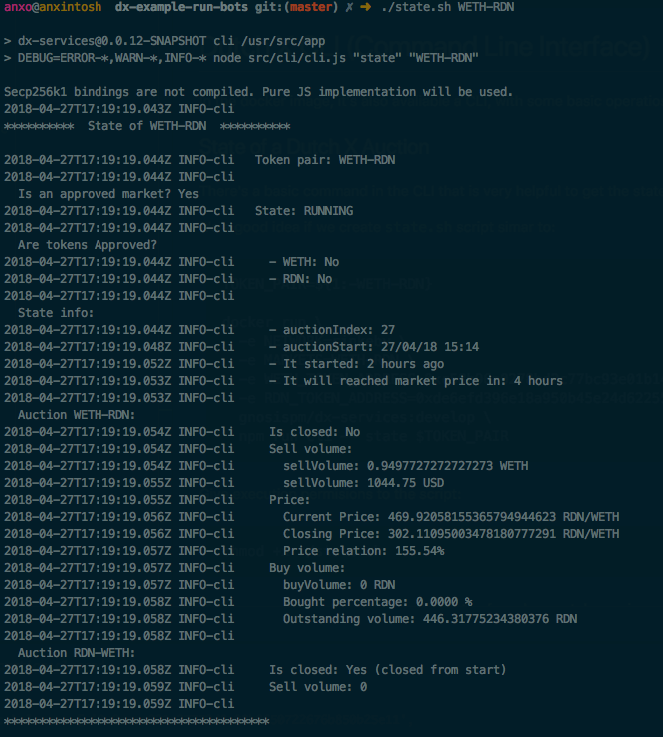 anxo@anxintosh dx-example-run-bots git:(master) ✗ ➜ ./state.sh WETH-RDN
> dx-services@0.0.12-SNAPSHOT cli /usr/src/app
> DEBUG=ERROR-*,WARN-*,INFO-* node src/cli/cli.js "state" "WETH-RDN"
Secp256k1 bindings are not compiled. Pure JS implementation will be used.
2018-04-27T17:19:19.043Z INFO-cli
********** State of WETH-RDN **********
2018-04-27T17:19:19.044Z INFO-cli Token pair: WETH-RDN
2018-04-27T17:19:19.044Z INFO-cli
Is an approved market? Yes
2018-04-27T17:19:19.044Z INFO-cli State: RUNNING
2018-04-27T17:19:19.044Z INFO-cli
Are tokens Approved?
2018-04-27T17:19:19.044Z INFO-cli - WETH: No
2018-04-27T17:19:19.044Z INFO-cli - RDN: No
2018-04-27T17:19:19.044Z INFO-cli
State info:
2018-04-27T17:19:19.044Z INFO-cli - auctionIndex: 27
2018-04-27T17:19:19.048Z INFO-cli - auctionStart: 27/04/18 15:14
2018-04-27T17:19:19.052Z INFO-cli - It started: 2 hours ago
2018-04-27T17:19:19.053Z INFO-cli - It will reached market price in: 4 hours
2018-04-27T17:19:19.053Z INFO-cli
Auction WETH-RDN:
2018-04-27T17:19:19.054Z INFO-cli Is closed: No
2018-04-27T17:19:19.054Z INFO-cli Sell volume:
2018-04-27T17:19:19.054Z INFO-cli sellVolume: 0.9497727272727273 WETH
2018-04-27T17:19:19.055Z INFO-cli sellVolume: 1044.75 USD
2018-04-27T17:19:19.055Z INFO-cli Price:
2018-04-27T17:19:19.056Z INFO-cli Current Price: 469.92058155365794944623 RDN/WETH
2018-04-27T17:19:19.056Z INFO-cli Closing Price: 302.11095003478180777291 RDN/WETH
2018-04-27T17:19:19.057Z INFO-cli Price relation: 155.54%
2018-04-27T17:19:19.057Z INFO-cli Buy volume:
2018-04-27T17:19:19.057Z INFO-cli buyVolume: 0 RDN
2018-04-27T17:19:19.058Z INFO-cli Bought percentage: 0.0000 %
2018-04-27T17:19:19.058Z INFO-cli Outstanding volume: 446.31775234380376 RDN
2018-04-27T17:19:19.058Z INFO-cli
Auction RDN-WETH:
2018-04-27T17:19:19.058Z INFO-cli Is closed: Yes (closed from start)
2018-04-27T17:19:19.059Z INFO-cli Sell volume: 0
2018-04-27T17:19:19.059Z INFO-cli
**************************************